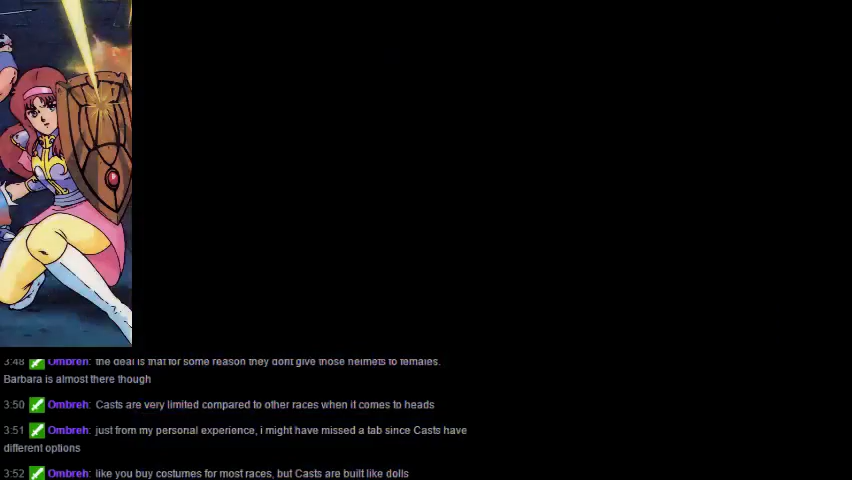 3:48 Ombreh: the deal is that for some reason they dont give those helmets to females.
Barbara is almost there though
3:50 Ombreh: Casts are very limited compared to other races when it comes to heads
3:51 Ombreh: just from my personal experience, i might have missed a tab since Casts have
different options
3:52 Ombreh: like you buy costumes for most races, but Casts are built like dolls